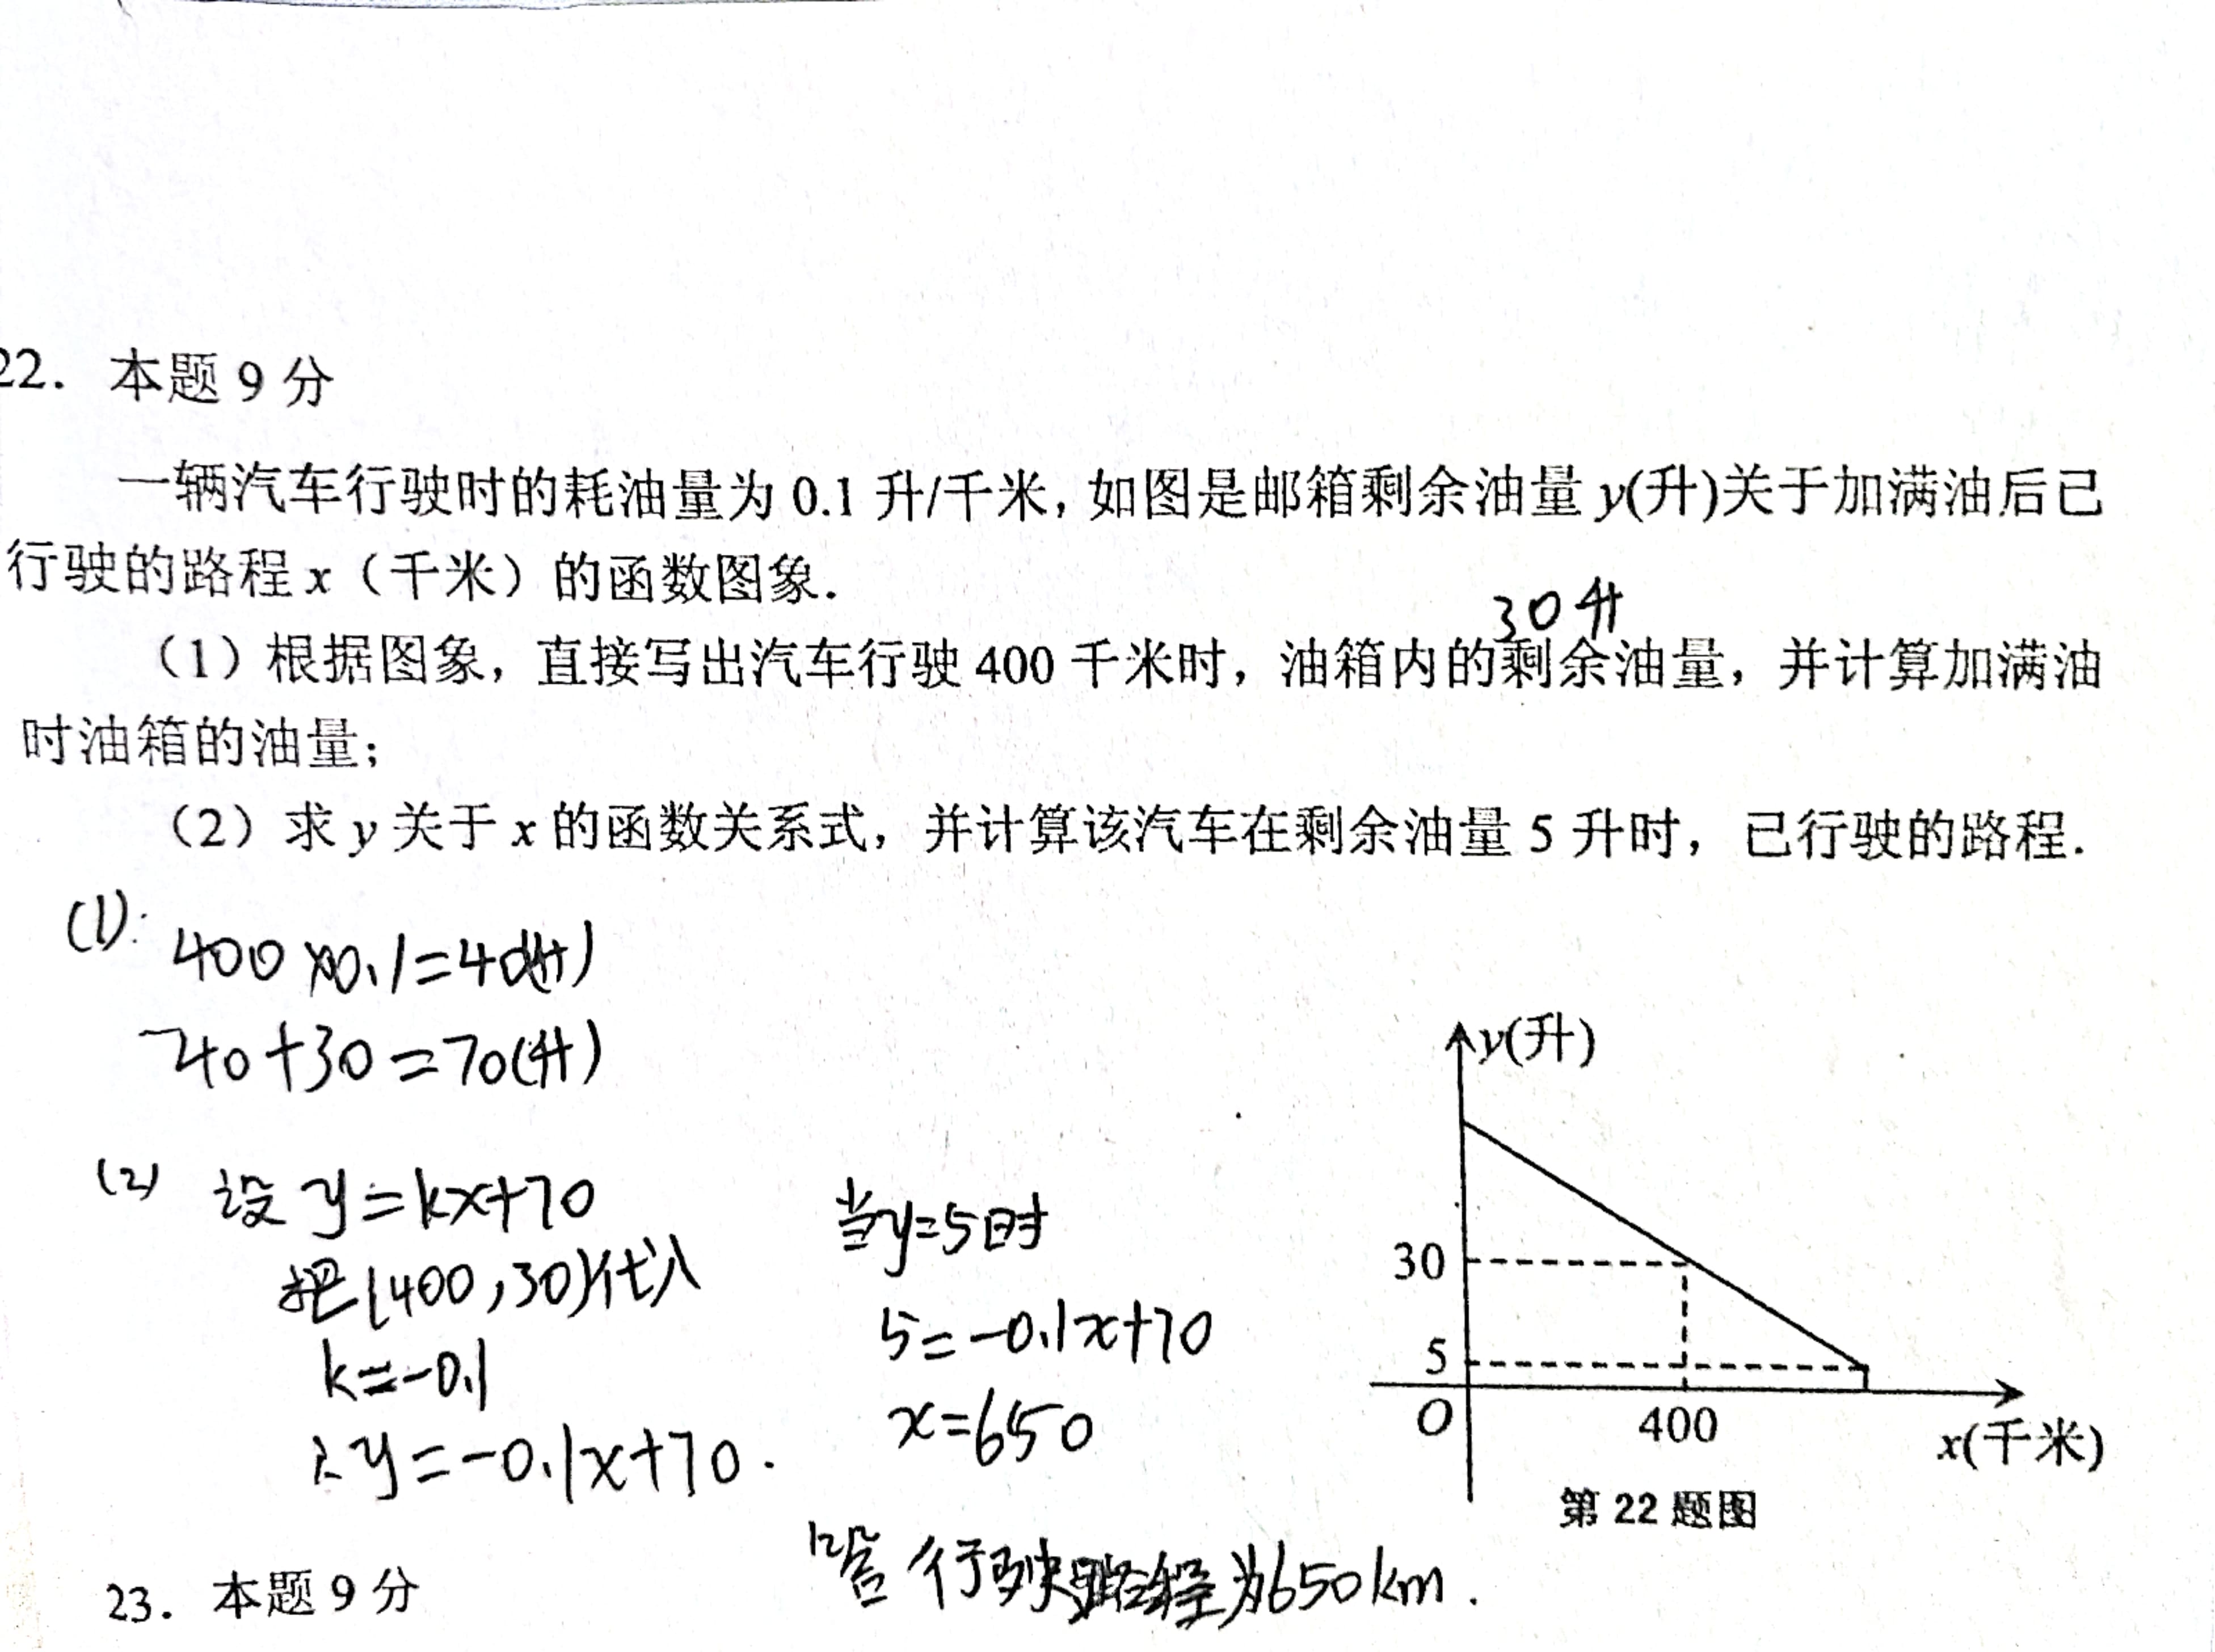 22. 本题 9 分
一辆汽车行驶时的耗油量为 0.1 升/千米，如图是邮箱剩余油量 y(升)关于加满油后已
行驶的路程 x（千米）的函数图象.
30升
（1）根据图象，直接写出汽车行驶 400 千米时，油箱内的剩余油量，并计算加满油
时油箱的油量；
（2）求 y 关于 x 的函数关系式，并计算该汽车在剩余油量 5 升时，已行驶的路程.
(1):
400×0.1=40(升)
40+30=70(升)
(2) 设 y=kx+70
把(400,30)代入
k=-0.1
∴y=-0.1x+70.
当y=5时
5=-0.1x+70
x=650
答 行驶路程为650km.
y(升)
30
5
O
400
x(千米)
第 22 题图
23. 本题 9 分